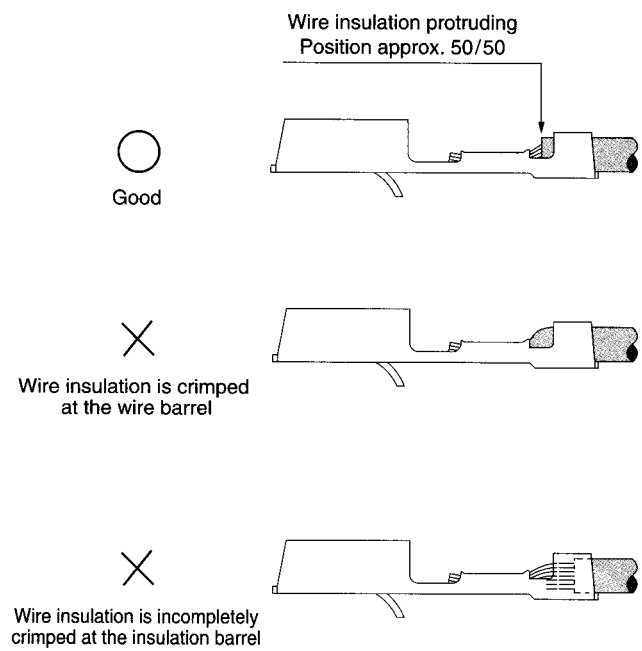 Wire insulation protruding
Position approx. 50/50
Good
Wire insulation is crimped
at the wire barrel
Wire insulation is incompletely
crimped at the insulation barrel